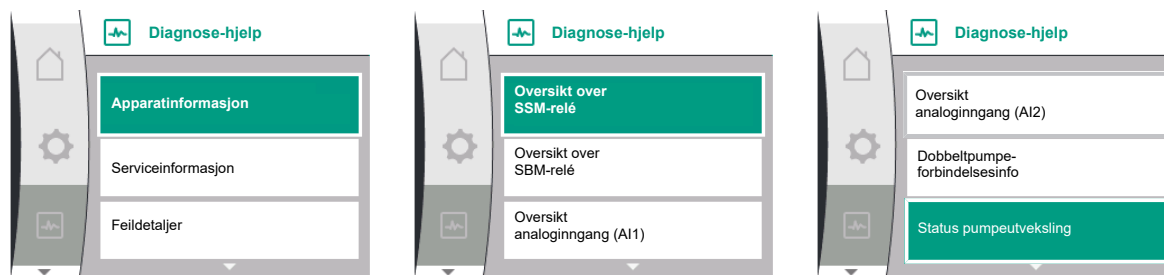 Diagnose-hjelp
Apparatinformasjon
Serviceinformasjon
Feildetaljer
Diagnose-hjelp
Oversikt over
SSM-relé
Oversikt over
SBM-relé
Oversikt
analoginngang (AI1)
Diagnose-hjelp
Oversikt
analoginngang (AI2)
Dobbeltpumpe-
forbindelsesinfo
Status pumpeutveksling